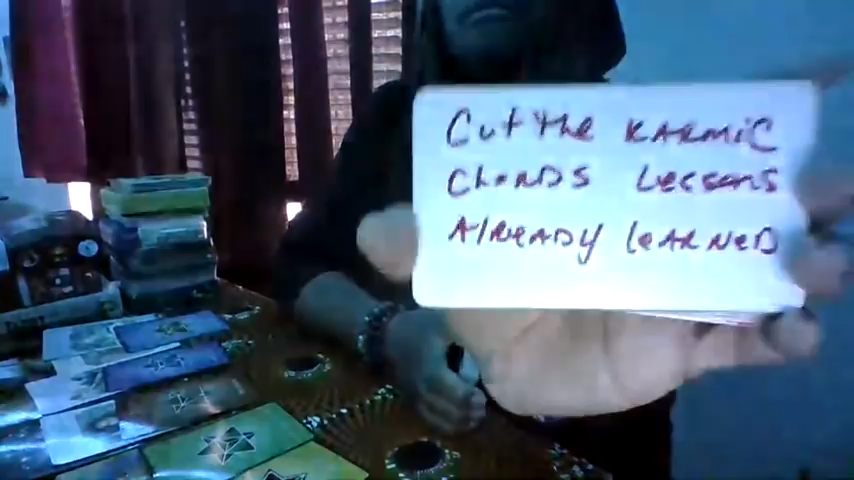 CUT THE KARMIC
CHORDS LESSONS
AlREADy leARNeD